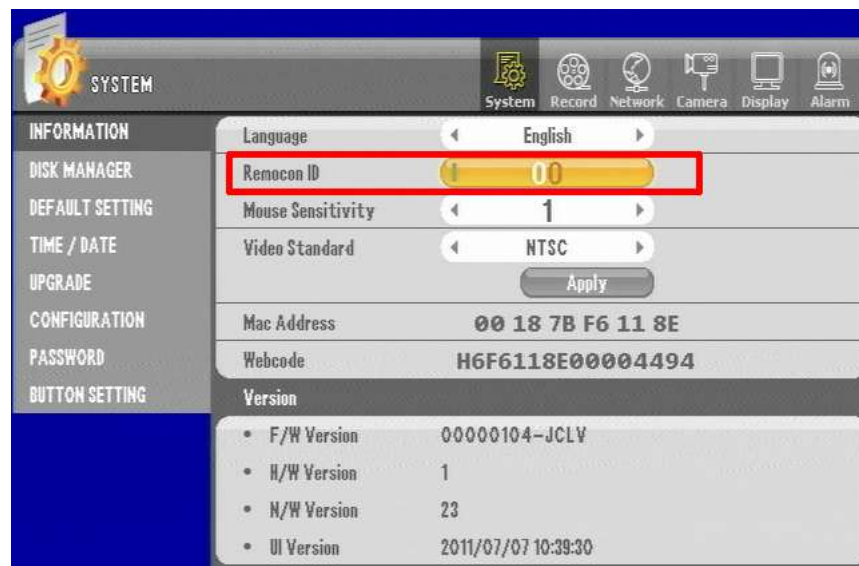 SYSTEM
System Record Network Camera Display Alarm
INFORMATION
DISK MANAGER
DEFAULT SETTING
TIME / DATE
UPGRADE
CONFIGURATION
PASSWORD
BUTTON SETTING
Language English
Remocon ID 00
Mouse Sensitivity 1
Video Standard NTSC
Apply
Mac Address 00 18 7B F6 11 8E
Webcode H6F6118E00004494
Version
• F/W Version 00000104-JCLV
• H/W Version 1
• N/W Version 23
• UI Version 2011/07/07 10:39:30